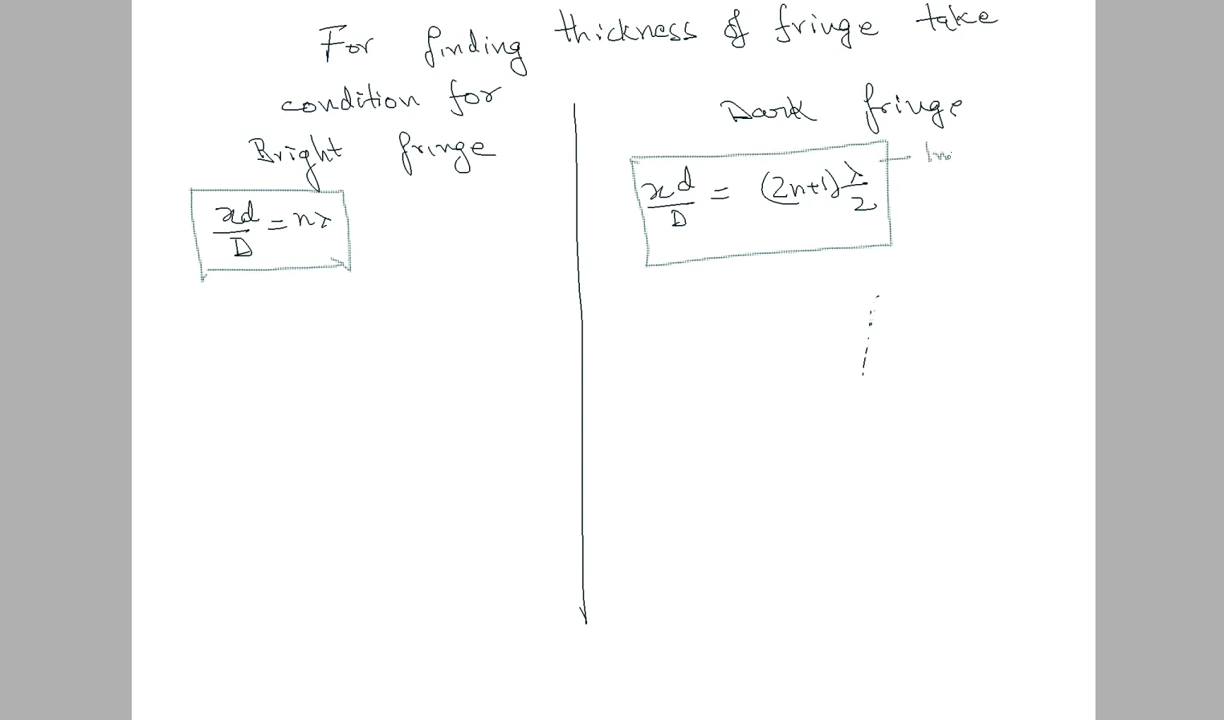 For finding thickness of fringe take
condition for
Bright fringe
xd/D = nλ
Dark fringe
xd/D = (2n+1) λ/2